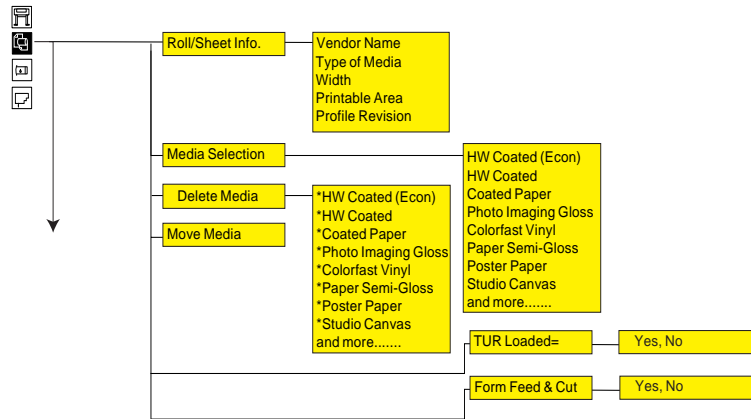 Roll/Sheet Info.
Vendor Name
Type of Media
Width
Printable Area
Profile Revision
Media Selection
HW Coated (Econ)
HW Coated
Coated Paper
Photo Imaging Gloss
Colorfast Vinyl
Paper Semi-Gloss
Poster Paper
Studio Canvas
and more.......
Delete Media
*HW Coated (Econ)
*HW Coated
*Coated Paper
*Photo Imaging Gloss
*Colorfast Vinyl
*Paper Semi-Gloss
*Poster Paper
*Studio Canvas
and more.......
Move Media
TUR Loaded=
Yes, No
Form Feed & Cut
Yes, No